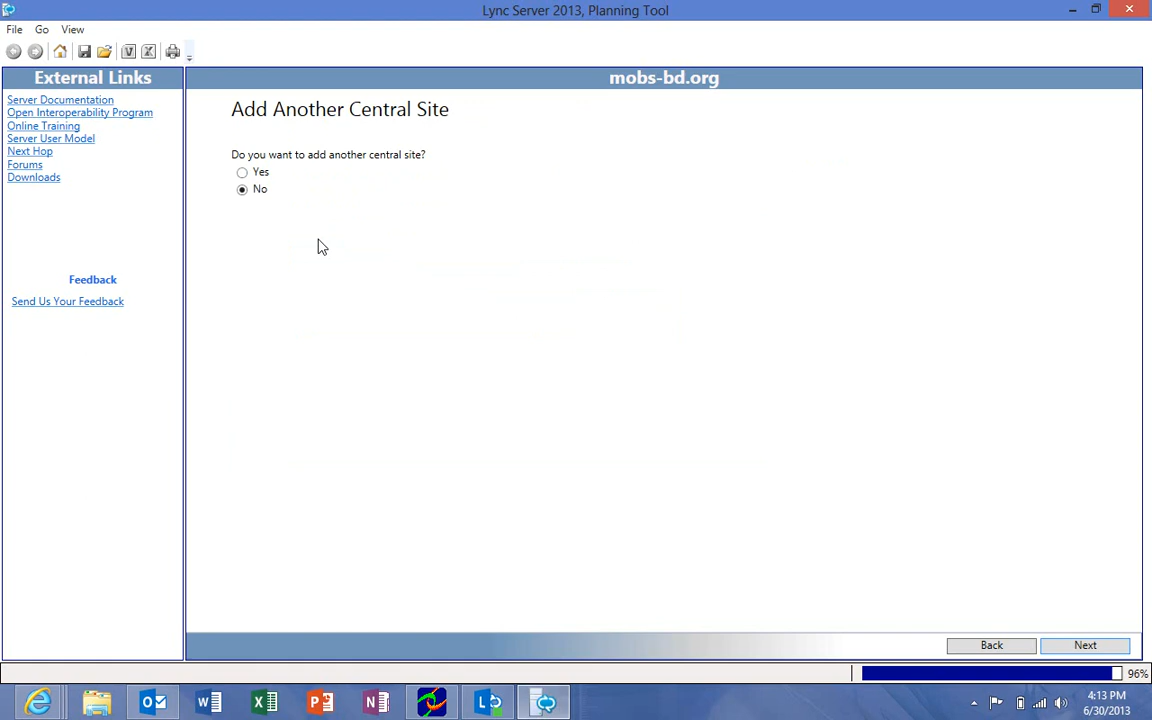 Lync Server 2013, Planning Tool
File Go View
External Links
Server Documentation
Open Interoperability Program
Online Training
Server User Model
Next Hop
Forums
Downloads
Feedback
Send Us Your Feedback
mobs-bd.org
Add Another Central Site
Do you want to add another central site?
Yes
No
Back Next
96%
4:13 PM
6/30/2013